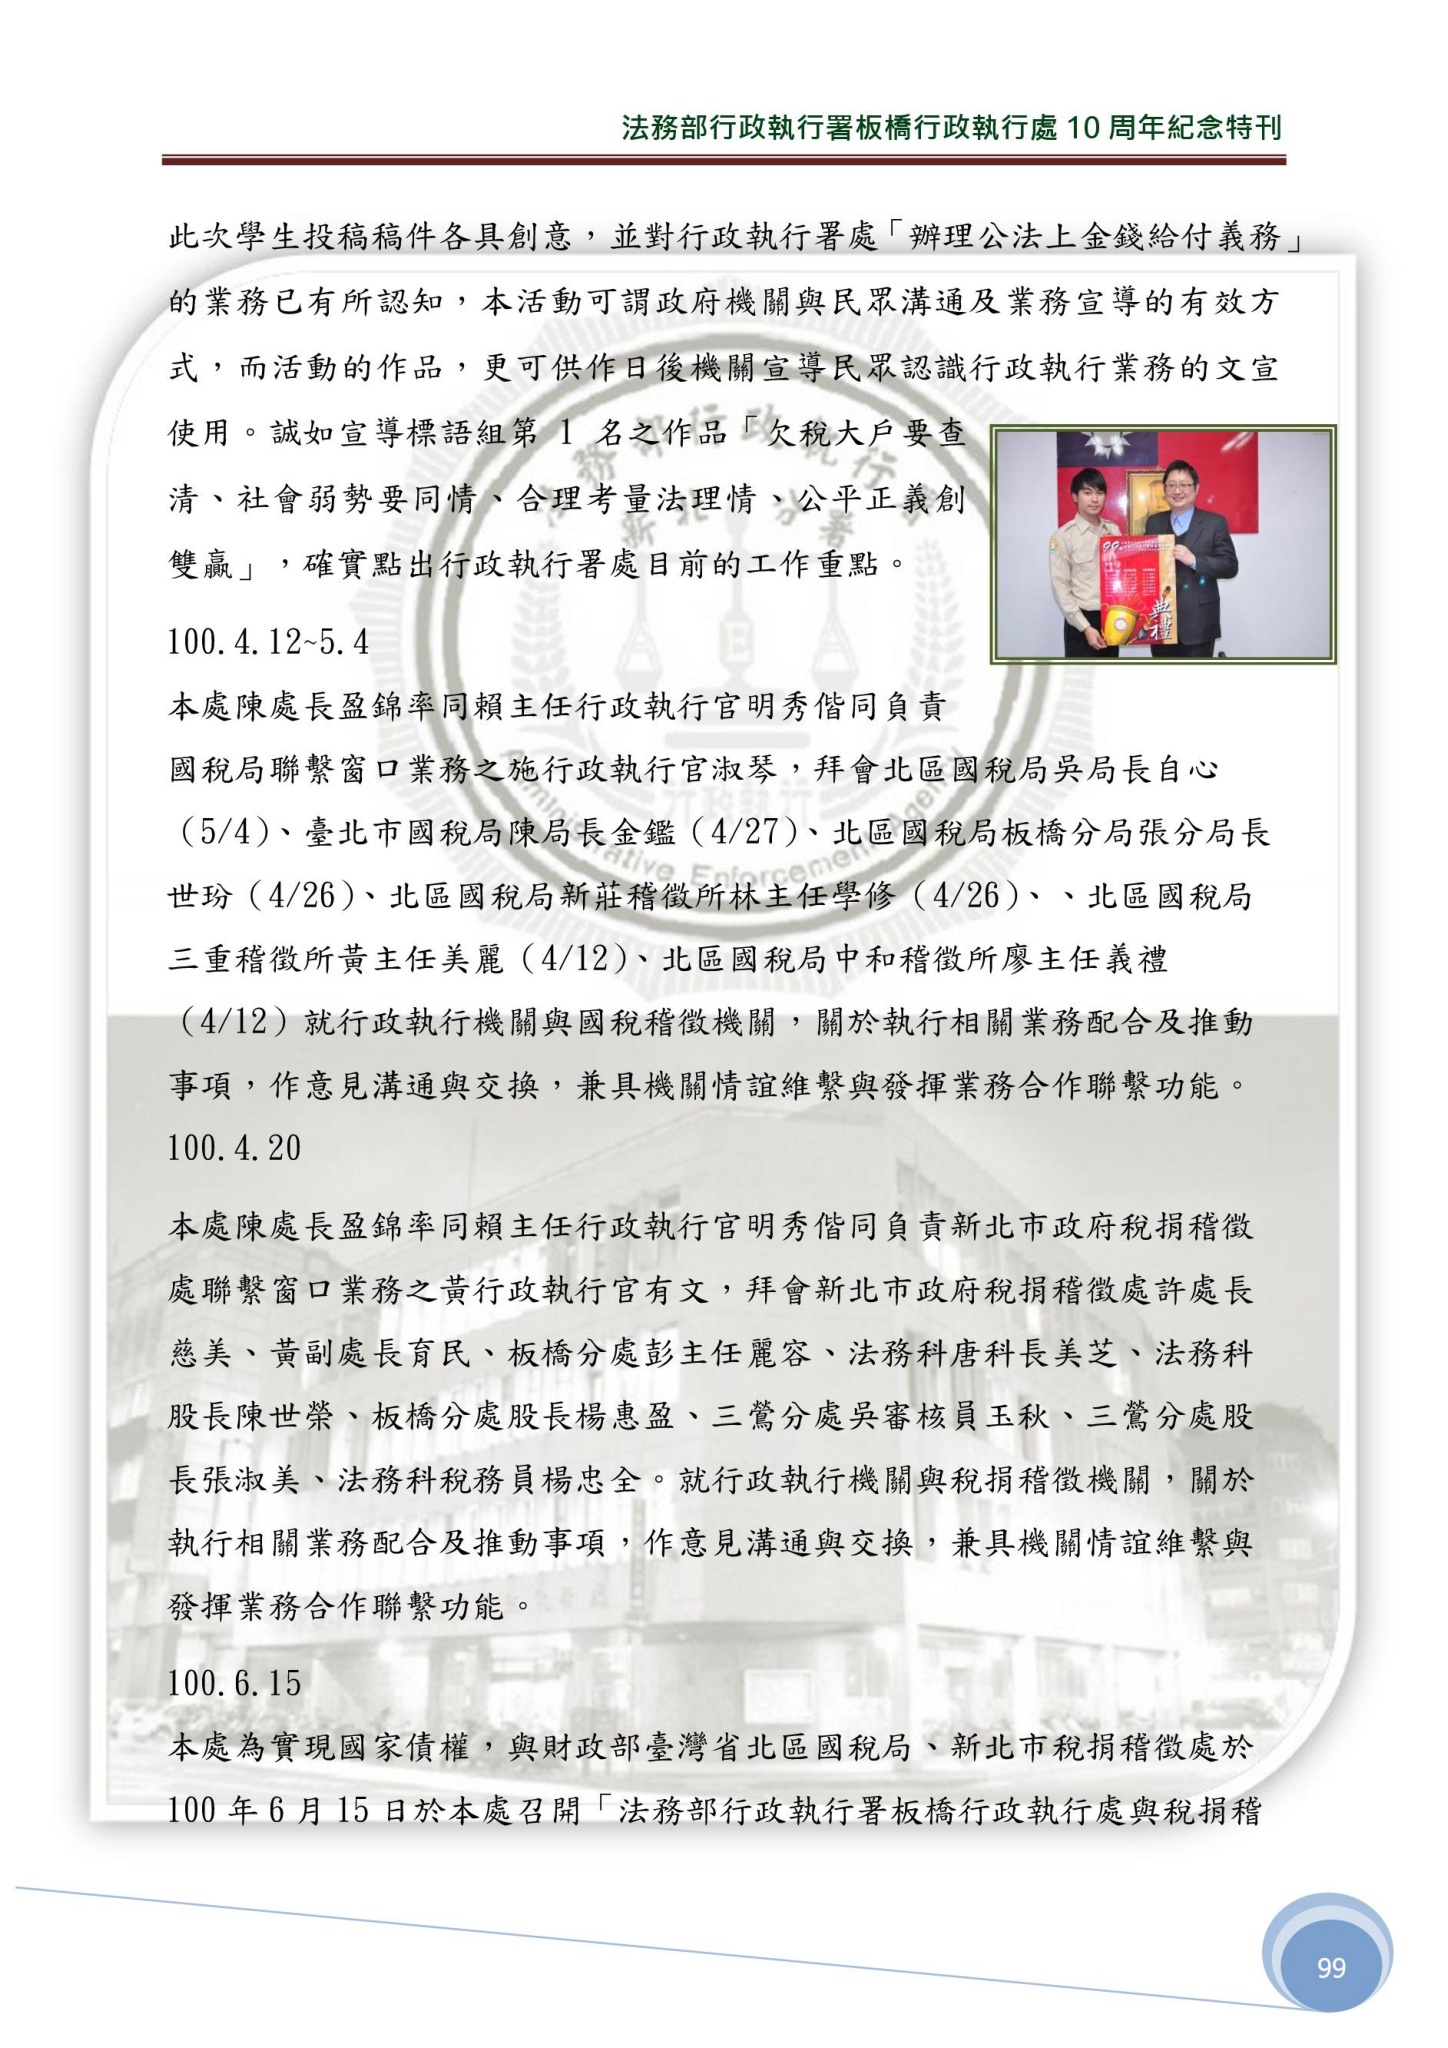 法務部行政執行署板橋行政執行處 10 周年紀念特刊
此次學生投稿稿件各具創意，並對行政執行署處「辦理公法上金錢給付義務」
的業務已有所認知，本活動可謂政府機關與民眾溝通及業務宣導的有效方
式，而活動的作品，更可供作日後機關宣導民眾認識行政執行業務的文宣
使用。誠如宣導標語組第 1 名之作品「欠稅大戶要查
清、社會弱勢要同情、合理考量法理情、公平正義創
雙贏」，確實點出行政執行署處目前的工作重點。
99
典禮
100.4.12~5.4
本處陳處長盈錦率同賴主任行政執行官明秀偕同負責
國稅局聯繫窗口業務之施行政執行官淑琴，拜會北區國稅局吳局長自心
（5/4）、臺北市國稅局陳局長金鑑（4/27）、北區國稅局板橋分局張分局長
世玢（4/26）、北區國稅局新莊稽徵所林主任學修（4/26）、、北區國稅局
三重稽徵所黃主任美麗（4/12）、北區國稅局中和稽徵所廖主任義禮
（4/12）就行政執行機關與國稅稽徵機關，關於執行相關業務配合及推動
事項，作意見溝通與交換，兼具機關情誼維繫與發揮業務合作聯繫功能。
100.4.20
本處陳處長盈錦率同賴主任行政執行官明秀偕同負責新北市政府稅捐稽徵
處聯繫窗口業務之黃行政執行官有文，拜會新北市政府稅捐稽徵處許處長
慈美、黃副處長育民、板橋分處彭主任麗容、法務科唐科長美芝、法務科
股長陳世榮、板橋分處股長楊惠盈、三鶯分處吳審核員玉秋、三鶯分處股
長張淑美、法務科稅務員楊忠全。就行政執行機關與稅捐稽徵機關，關於
執行相關業務配合及推動事項，作意見溝通與交換，兼具機關情誼維繫與
發揮業務合作聯繫功能。
100.6.15
本處為實現國家債權，與財政部臺灣省北區國稅局、新北市稅捐稽徵處於
100 年 6 月 15 日於本處召開「法務部行政執行署板橋行政執行處與稅捐稽
法務部行政執行署
新北分署
行政執行
Administrative Enforcement Agency
99